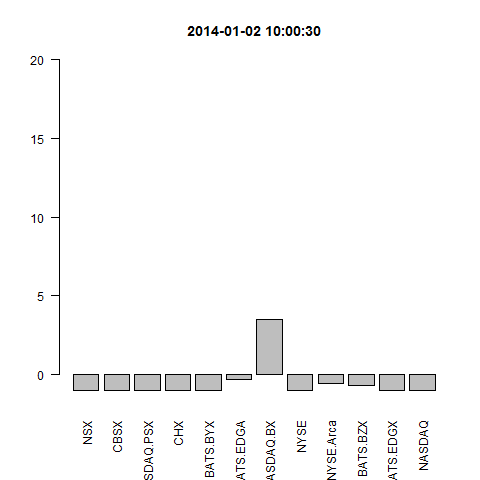 2014-01-02 10:00:30
20
15
10
5
0
NSX
CBSX
SDAQ.PSX
CHX
BATS.BYX
ATS.EDGA
ASDAQ.BX
NYSE
NYSE.Arca
BATS.BZX
ATS.EDGX
NASDAQ